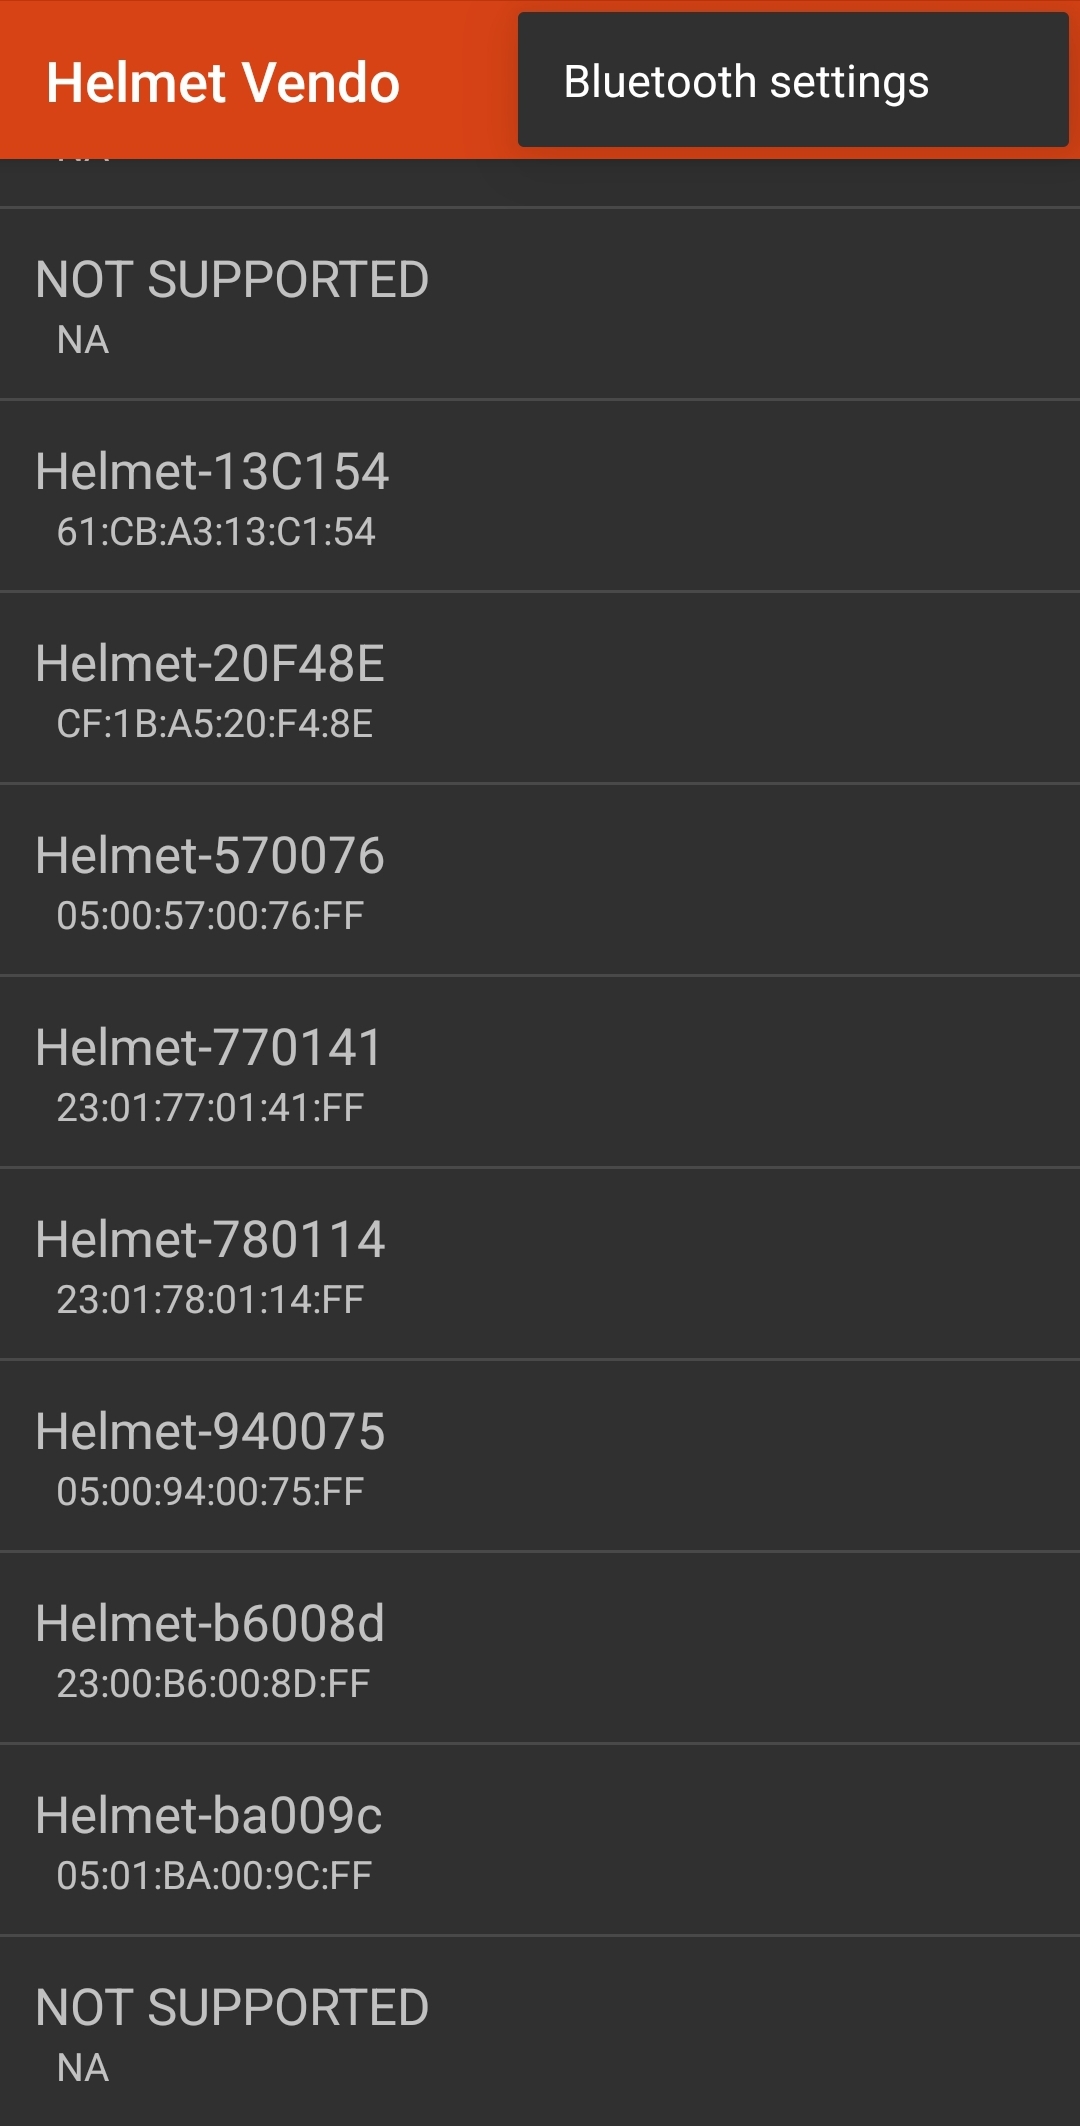 Helmet Vendo
Bluetooth settings
NOT SUPPORTED
NA
Helmet-13C154
61:CB:A3:13:C1:54
Helmet-20F48E
CF:1B:A5:20:F4:8E
Helmet-570076
05:00:57:00:76:FF
Helmet-770141
23:01:77:01:41:FF
Helmet-780114
23:01:78:01:14:FF
Helmet-940075
05:00:94:00:75:FF
Helmet-b6008d
23:00:B6:00:8D:FF
Helmet-ba009c
05:01:BA:00:9C:FF
NOT SUPPORTED
NA